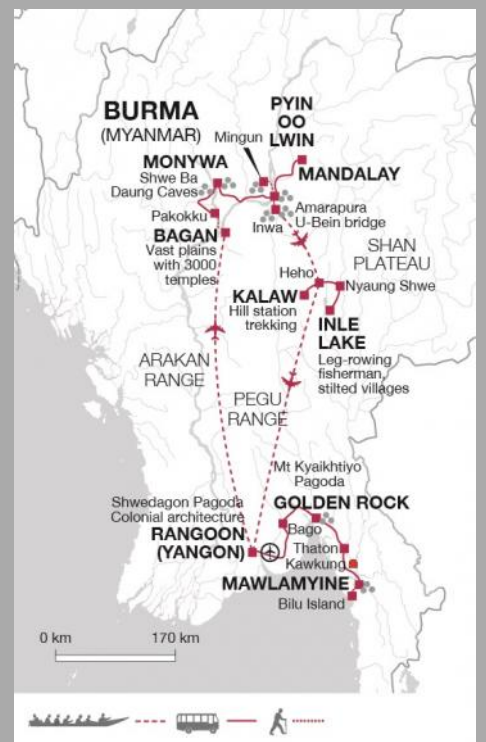 BURMA
(MYANMAR)
PYIN
OO
LWIN
Mingun
MONYWA
Shwe Ba
Daung Caves
MANDALAY
Pakokku
Amarapura
U-Bein bridge
Inwa
BAGAN
Vast plains
with 3000
temples
SHAN
PLATEAU
Heho
Nyaung Shwe
KALAW
Hill station
trekking
INLE
LAKE
Leg-rowing
fisherman,
stilted villages
ARAKAN
RANGE
PEGU
RANGE
Mt Kyaikhtiyo
Pagoda
Shwedagon Pagoda
Colonial architecture
GOLDEN ROCK
RANGOON
(YANGON)
Bago
Thaton
Kawkung
MAWLAMYINE
Bilu Island
0 km 170 km